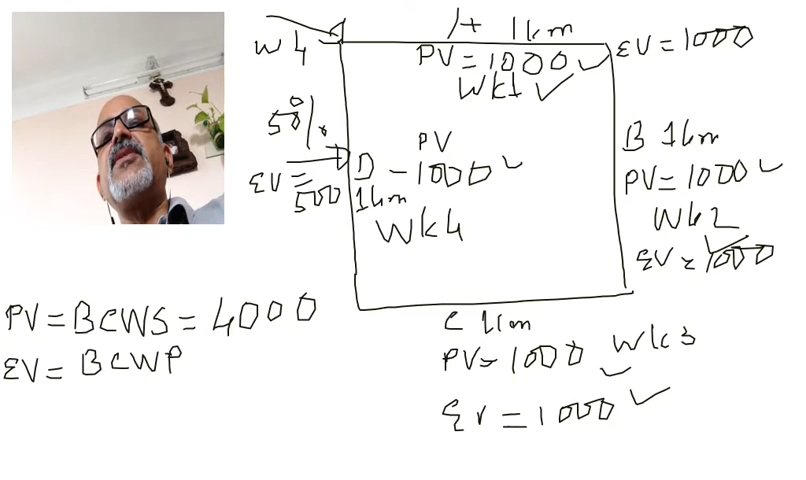 A 1km
W4
PV = 1000
Wk1
EV = 1000
50%
EV =
500
PV
D - 1000
1km
Wk4
B 1km
PV = 1000
Wk2
EV = 1000
PV = BCWS = 4000
EV = BCWP
C 1km
PV = 1000 Wk3
EV = 1000